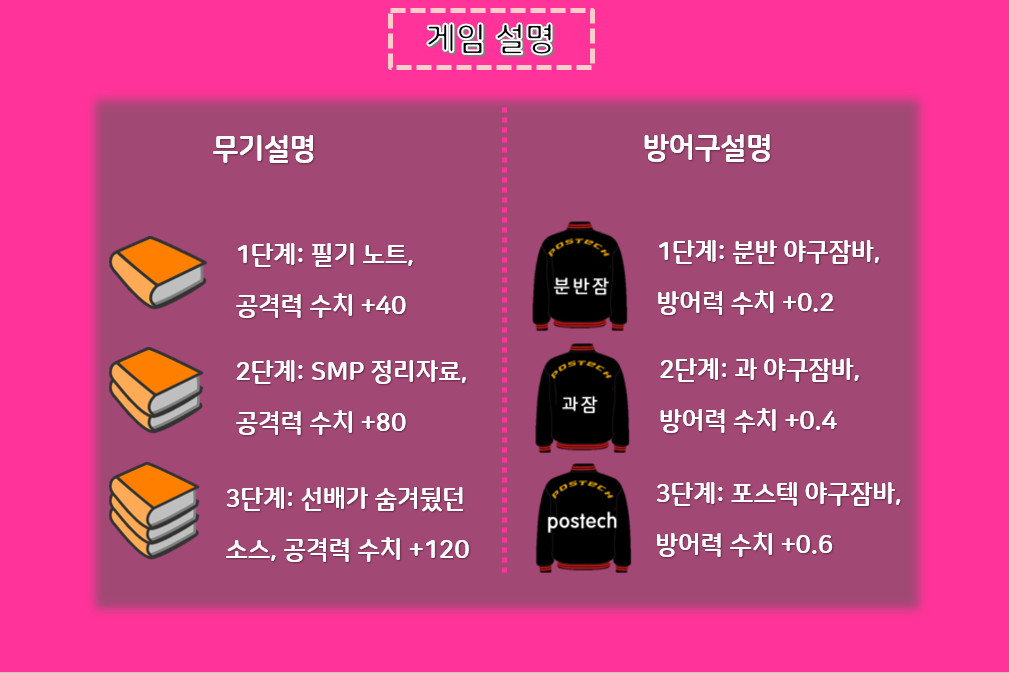 게임 설명
무기설명
1단계: 필기 노트,
공격력 수치 +40
2단계: SMP 정리자료,
공격력 수치 +80
3단계: 선배가 숨겨뒀던
소스, 공격력 수치 +120
방어구설명
POSTECH
분반잠
1단계: 분반 야구잠바,
방어력 수치 +0.2
POSTECH
과잠
2단계: 과 야구잠바,
방어력 수치 +0.4
POSTECH
postech
3단계: 포스텍 야구잠바,
방어력 수치 +0.6